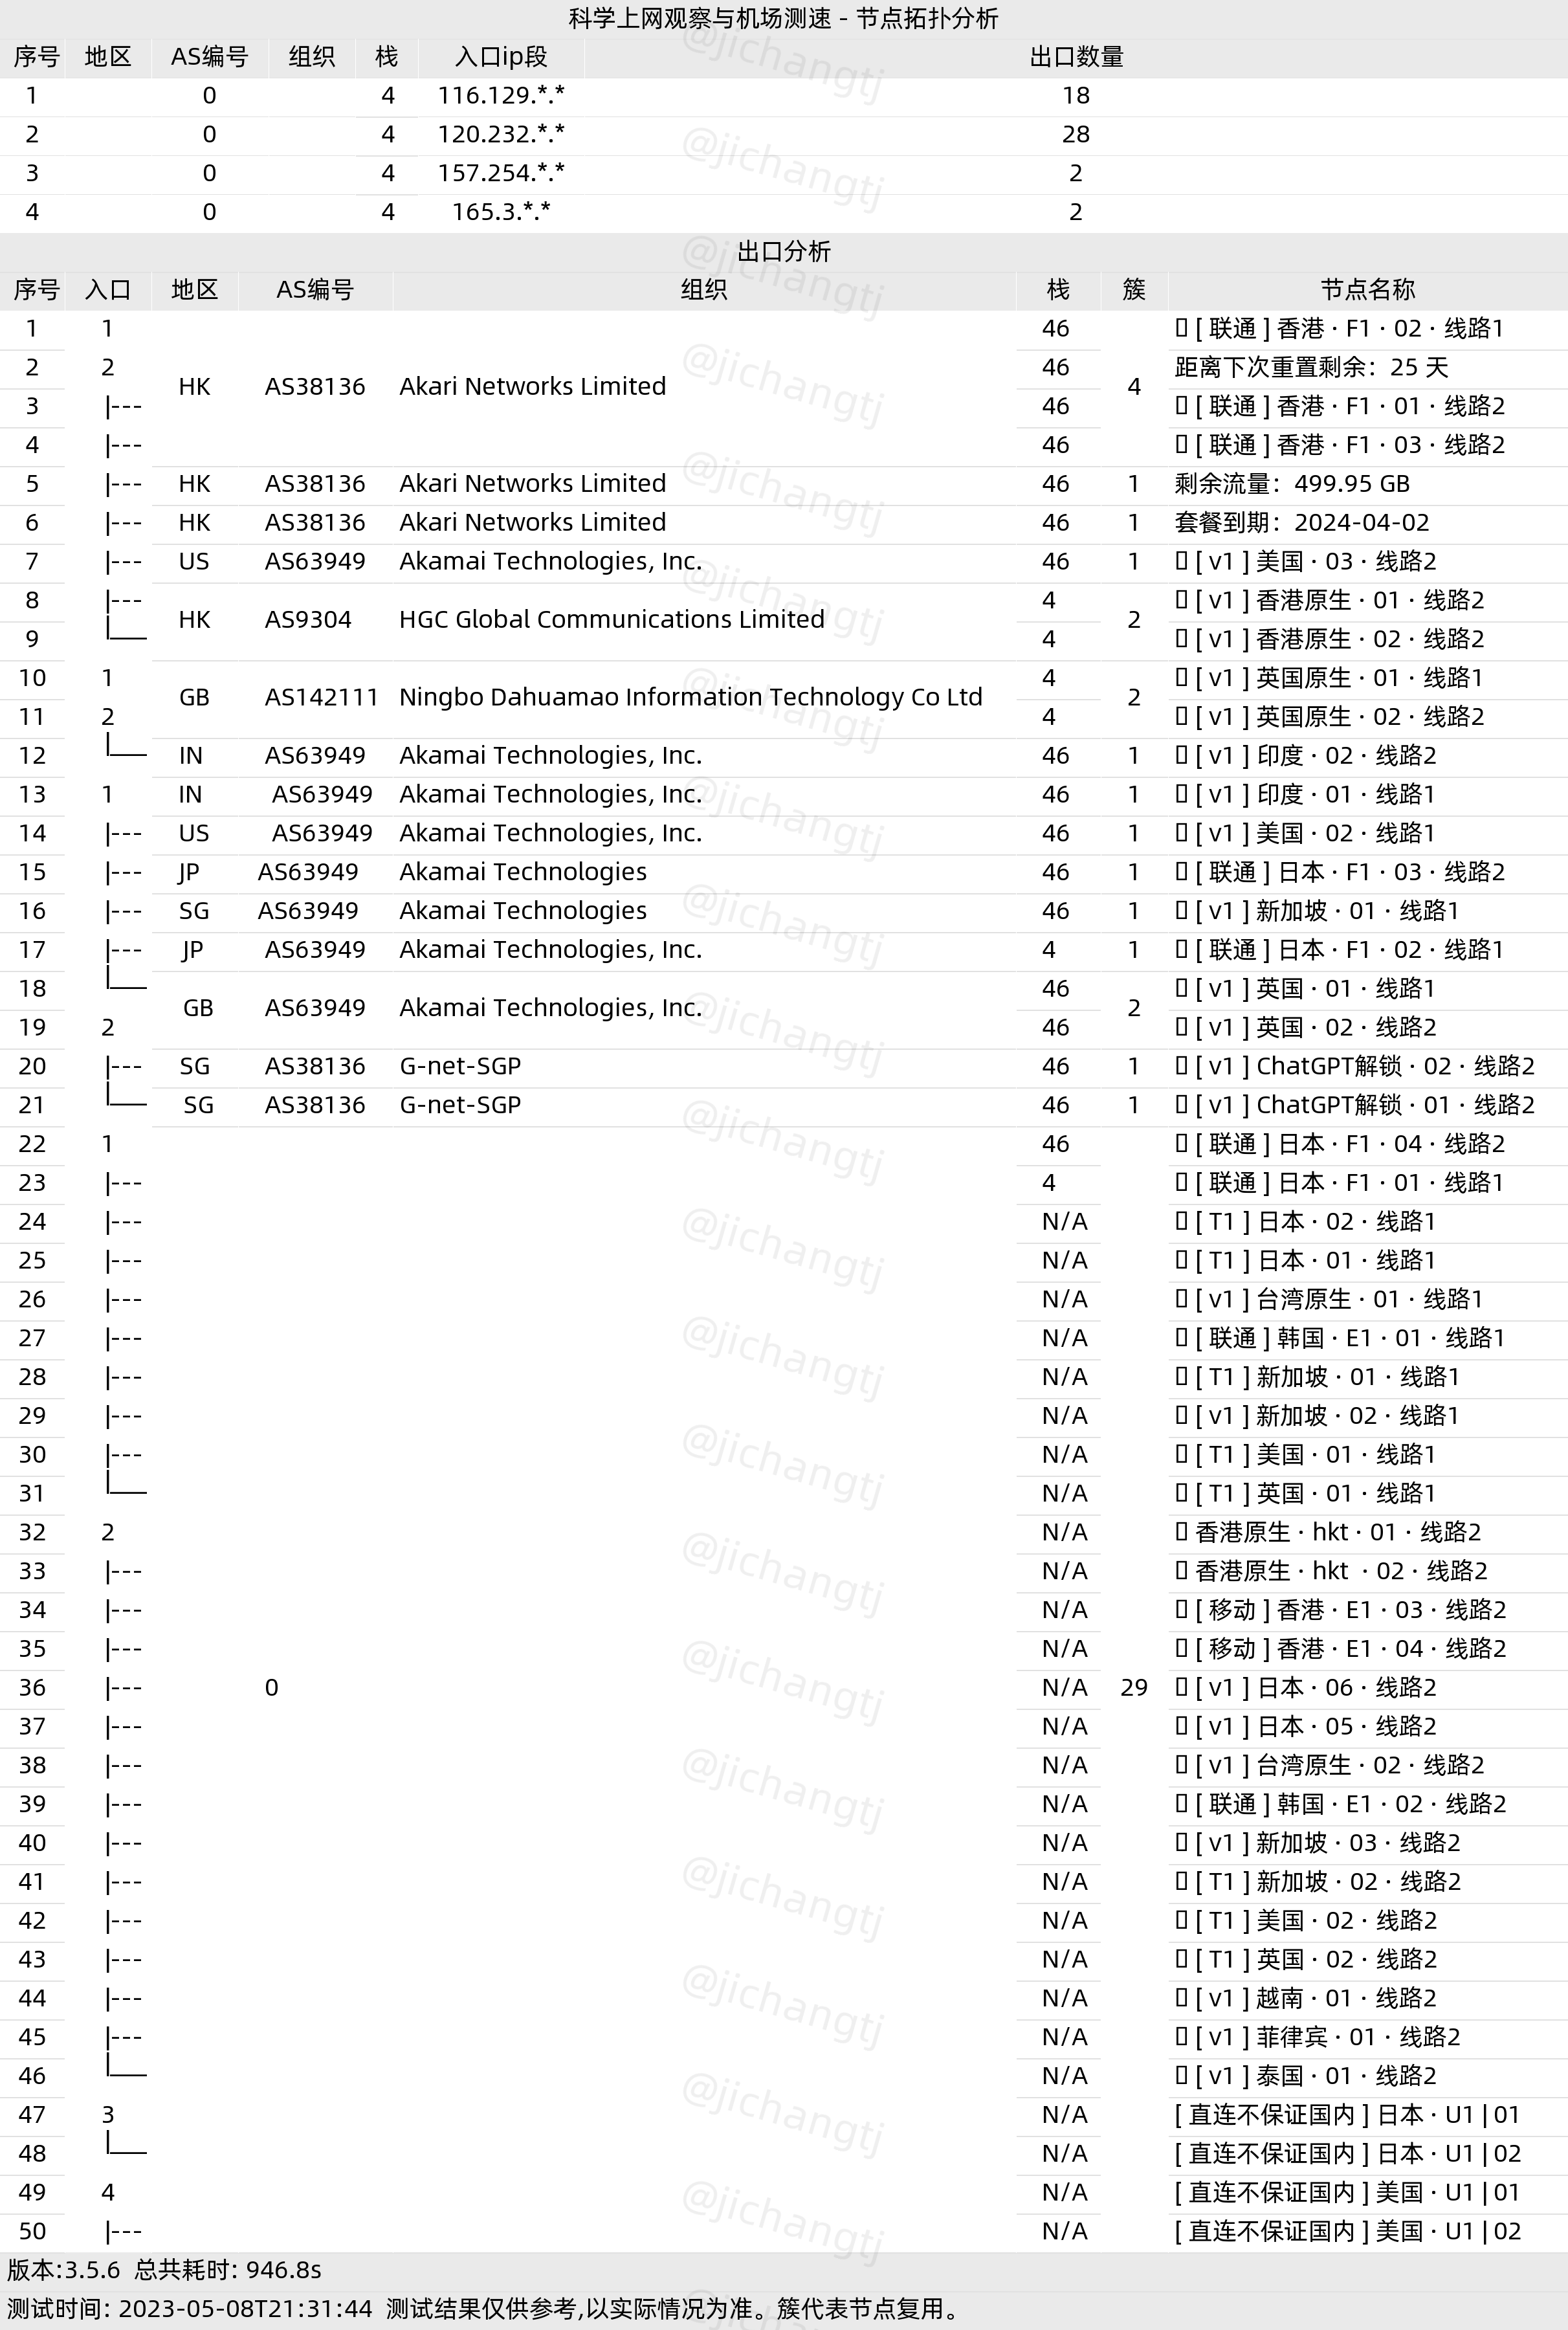 科学上网观察与机场测速 - 节点拓扑分析
序号 地区 AS编号 组织 栈 入口ip段 出口数量
1 0 4 116.129.*.* 18
2 0 4 120.232.*.* 28
3 0 4 157.254.*.* 2
4 0 4 165.3.*.* 2
出口分析
序号 入口 地区 AS编号 组织 栈 簇 节点名称
1 1 46 [ 联通 ] 香港 · F1 · 02 · 线路1
2 2 46 距离下次重置剩余：25 天
HK AS38136 Akari Networks Limited 4
3 |--- 46 [ 联通 ] 香港 · F1 · 01 · 线路2
4 |--- 46 [ 联通 ] 香港 · F1 · 03 · 线路2
5 |--- HK AS38136 Akari Networks Limited 46 1 剩余流量：499.95 GB
6 |--- HK AS38136 Akari Networks Limited 46 1 套餐到期：2024-04-02
7 |--- US AS63949 Akamai Technologies, Inc. 46 1 [ v1 ] 美国 · 03 · 线路2
8 |--- 4 [ v1 ] 香港原生 · 01 · 线路2
HK AS9304 HGC Global Communications Limited 2
9 4 [ v1 ] 香港原生 · 02 · 线路2
10 1 4 [ v1 ] 英国原生 · 01 · 线路1
GB AS142111 Ningbo Dahuamao Information Technology Co Ltd 2
11 2 4 [ v1 ] 英国原生 · 02 · 线路2
12 IN AS63949 Akamai Technologies, Inc. 46 1 [ v1 ] 印度 · 02 · 线路2
13 1 IN AS63949 Akamai Technologies, Inc. 46 1 [ v1 ] 印度 · 01 · 线路1
14 |--- US AS63949 Akamai Technologies, Inc. 46 1 [ v1 ] 美国 · 02 · 线路1
15 |--- JP AS63949 Akamai Technologies 46 1 [ 联通 ] 日本 · F1 · 03 · 线路2
16 |--- SG AS63949 Akamai Technologies 46 1 [ v1 ] 新加坡 · 01 · 线路1
17 |--- JP AS63949 Akamai Technologies, Inc. 4 1 [ 联通 ] 日本 · F1 · 02 · 线路1
18 46 [ v1 ] 英国 · 01 · 线路1
GB AS63949 Akamai Technologies, Inc. 2
19 2 46 [ v1 ] 英国 · 02 · 线路2
20 |--- SG AS38136 G-net-SGP 46 1 [ v1 ] ChatGPT解锁 · 02 · 线路2
21 SG AS38136 G-net-SGP 46 1 [ v1 ] ChatGPT解锁 · 01 · 线路2
22 1 46 [ 联通 ] 日本 · F1 · 04 · 线路2
23 |--- 4 [ 联通 ] 日本 · F1 · 01 · 线路1
24 |--- N/A [ T1 ] 日本 · 02 · 线路1
25 |--- N/A [ T1 ] 日本 · 01 · 线路1
26 |--- N/A [ v1 ] 台湾原生 · 01 · 线路1
27 |--- N/A [ 联通 ] 韩国 · E1 · 01 · 线路1
28 |--- N/A [ T1 ] 新加坡 · 01 · 线路1
29 |--- N/A [ v1 ] 新加坡 · 02 · 线路1
30 |--- N/A [ T1 ] 美国 · 01 · 线路1
31 N/A [ T1 ] 英国 · 01 · 线路1
32 2 N/A 香港原生 · hkt · 01 · 线路2
33 |--- N/A 香港原生 · hkt · 02 · 线路2
34 |--- N/A [ 移动 ] 香港 · E1 · 03 · 线路2
35 |--- N/A [ 移动 ] 香港 · E1 · 04 · 线路2
36 |--- 0 N/A 29 [ v1 ] 日本 · 06 · 线路2
37 |--- N/A [ v1 ] 日本 · 05 · 线路2
38 |--- N/A [ v1 ] 台湾原生 · 02 · 线路2
39 |--- N/A [ 联通 ] 韩国 · E1 · 02 · 线路2
40 |--- N/A [ v1 ] 新加坡 · 03 · 线路2
41 |--- N/A [ T1 ] 新加坡 · 02 · 线路2
42 |--- N/A [ T1 ] 美国 · 02 · 线路2
43 |--- N/A [ T1 ] 英国 · 02 · 线路2
44 |--- N/A [ v1 ] 越南 · 01 · 线路2
45 |--- N/A [ v1 ] 菲律宾 · 01 · 线路2
46 N/A [ v1 ] 泰国 · 01 · 线路2
47 3 N/A [ 直连不保证国内 ] 日本 · U1 | 01
48 N/A [ 直连不保证国内 ] 日本 · U1 | 02
49 4 N/A [ 直连不保证国内 ] 美国 · U1 | 01
50 |--- N/A [ 直连不保证国内 ] 美国 · U1 | 02
版本:3.5.6 总共耗时: 946.8s
测试时间: 2023-05-08T21:31:44 测试结果仅供参考,以实际情况为准。簇代表节点复用。
@jichangtj